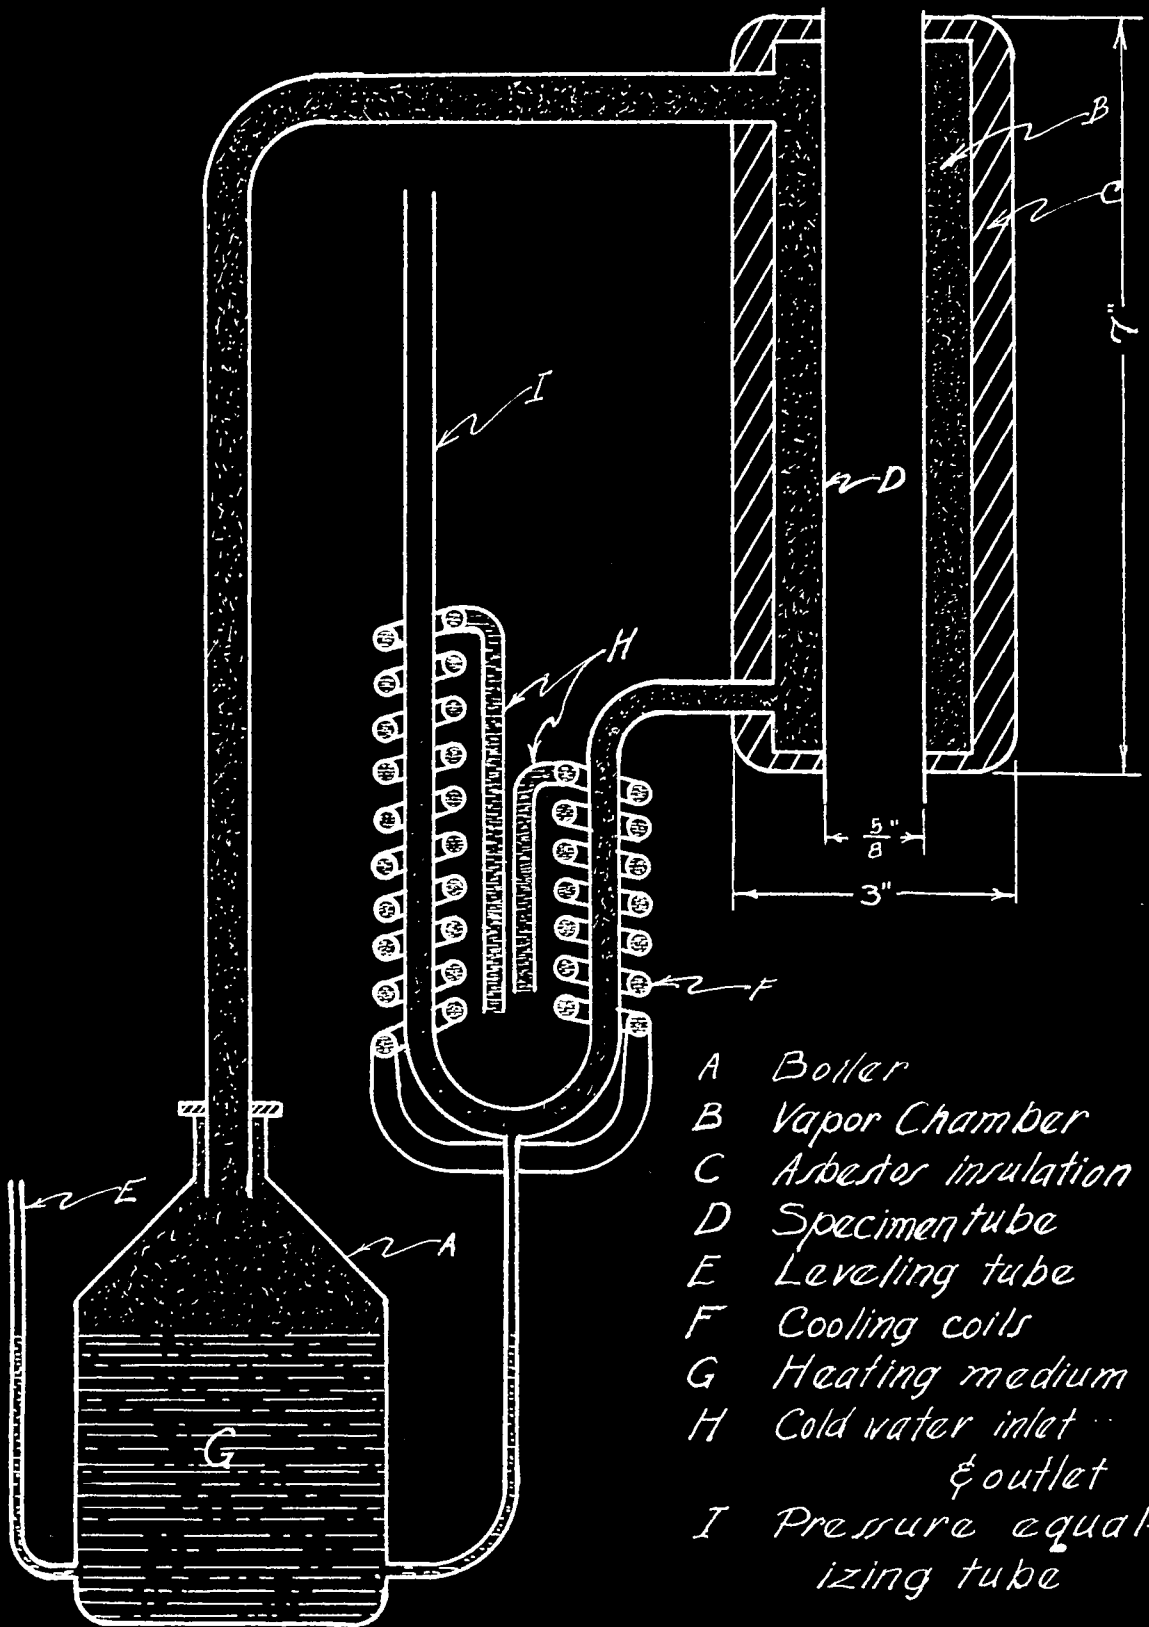 B
C
7"
I
D
H
5/8"
3"
F
E
A
G
A Boiler
B Vapor Chamber
C Asbestos insulation
D Specimen tube
E Leveling tube
F Cooling coils
G Heating medium
H Cold water inlet
& outlet
I Pressure equal-
izing tube